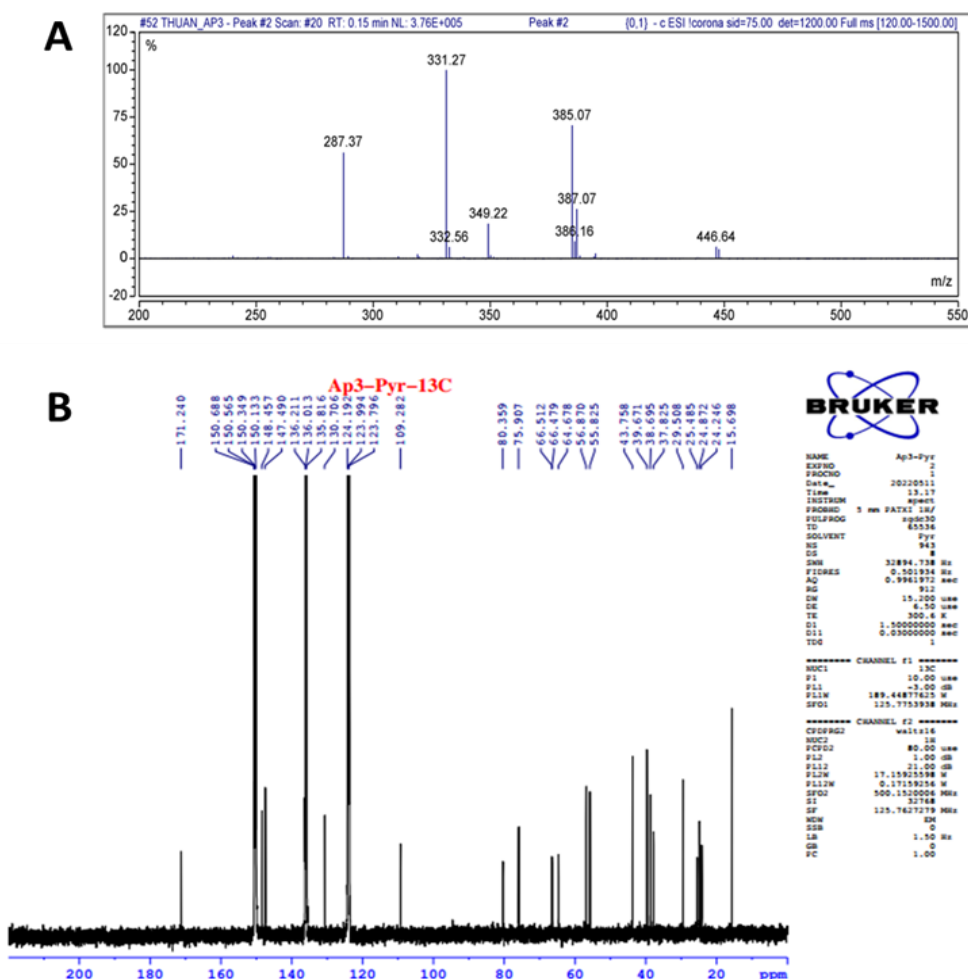 A
#52 THUAN_AP3 - Peak #2 Scan: #20 RT: 0.15 min NL: 3.76E+005 Peak #2 {0,1} - c ESI !corona sid=75.00 det=1200.00 Full ms [120.00-1500.00]
120
%
100
75
50
25
0
-20
331.27
385.07
287.37
387.07
349.22
386.16
332.56
446.64
m/z
200 250 300 350 400 450 500 550
m/z
B
Ap3-Pyr-13C
171.240
150.688
150.565
150.349
150.133
148.457
147.490
136.211
136.013
135.816
130.706
124.192
123.994
123.796
109.282
80.359
75.907
66.512
66.479
64.678
56.870
55.825
43.758
39.671
38.695
37.825
29.508
25.485
24.872
24.246
15.698
200 180 160 140 120 100 80 60 40 20 ppm
BRUKER
NAME Ap3-Pyr
EXPNO 2
PROCNO 1
Date_ 20220511
Time 13.17
INSTRUM spect
PROBHD 5 mm PATXI 1H/
PULPROG zgdc30
TD 65536
SOLVENT Pyr
NS 943
DS 8
SWH 32894.738 Hz
FIDRES 0.501934 Hz
AQ 0.9961972 sec
RG 912
DW 15.200 use
DE 6.50 use
TE 300.6 K
D1 1.50000000 sec
D11 0.03000000 sec
TD0 1
======== CHANNEL f1 ========
NUC1 13C
P1 10.00 use
PL1 -3.00 dB
PL1W 189.44877625 W
SFO1 125.7753938 MHz
======== CHANNEL f2 ========
CPDPRG2 waltz16
NUC2 1H
PCPD2 80.00 use
PL2 1.00 dB
PL12 21.00 dB
PL2W 17.15925598 W
PL12W 0.17159256 W
SFO2 500.1520006 MHz
SI 32768
SF 125.7627279 MHz
WDW EM
SSB 0
LB 1.50 Hz
GB 0
PC 1.00